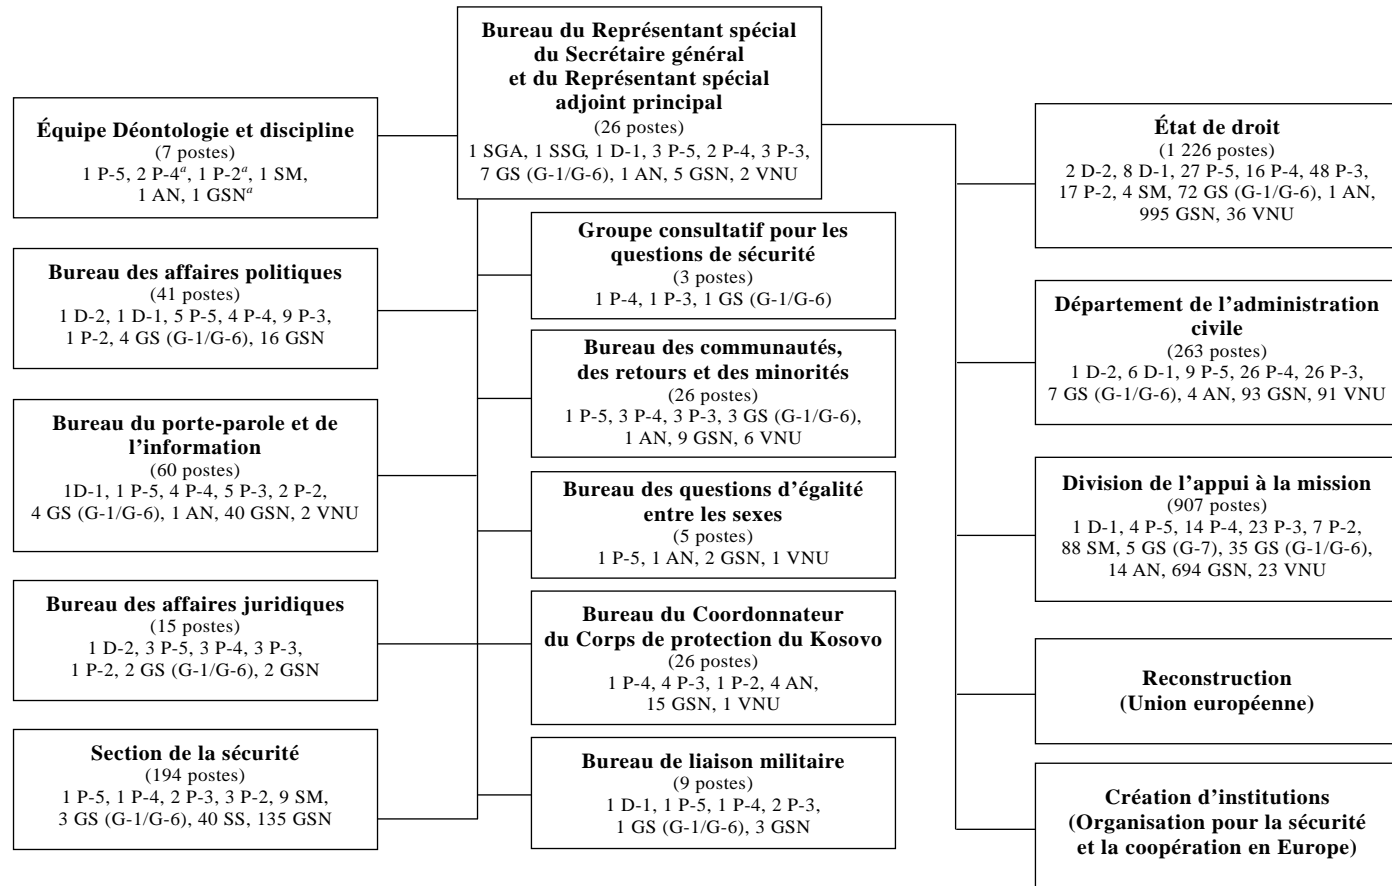 Bureau du Représentant spécial
du Secrétaire général
et du Représentant spécial
adjoint principal
(26 postes)
1 SGA, 1 SSG, 1 D-1, 3 P-5, 2 P-4, 3 P-3,
7 GS (G-1/G-6), 1 AN, 5 GSN, 2 VNU
Équipe Déontologie et discipline
(7 postes)
1 P-5, 2 P-4a, 1 P-2a, 1 SM,
1 AN, 1 GSNa
Bureau des affaires politiques
(41 postes)
1 D-2, 1 D-1, 5 P-5, 4 P-4, 9 P-3,
1 P-2, 4 GS (G-1/G-6), 16 GSN
Bureau du porte-parole et de
l'information
(60 postes)
1D-1, 1 P-5, 4 P-4, 5 P-3, 2 P-2,
4 GS (G-1/G-6), 1 AN, 40 GSN, 2 VNU
Bureau des affaires juridiques
(15 postes)
1 D-2, 3 P-5, 3 P-4, 3 P-3,
1 P-2, 2 GS (G-1/G-6), 2 GSN
Section de la sécurité
(194 postes)
1 P-5, 1 P-4, 2 P-3, 3 P-2, 9 SM,
3 GS (G-1/G-6), 40 SS, 135 GSN
Groupe consultatif pour les
questions de sécurité
(3 postes)
1 P-4, 1 P-3, 1 GS (G-1/G-6)
Bureau des communautés,
des retours et des minorités
(26 postes)
1 P-5, 3 P-4, 3 P-3, 3 GS (G-1/G-6),
1 AN, 9 GSN, 6 VNU
Bureau des questions d'égalité
entre les sexes
(5 postes)
1 P-5, 1 AN, 2 GSN, 1 VNU
Bureau du Coordonnateur
du Corps de protection du Kosovo
(26 postes)
1 P-4, 4 P-3, 1 P-2, 4 AN,
15 GSN, 1 VNU
Bureau de liaison militaire
(9 postes)
1 D-1, 1 P-5, 1 P-4, 2 P-3,
1 GS (G-1/G-6), 3 GSN
État de droit
(1 226 postes)
2 D-2, 8 D-1, 27 P-5, 16 P-4, 48 P-3,
17 P-2, 4 SM, 72 GS (G-1/G-6), 1 AN,
995 GSN, 36 VNU
Département de l'administration
civile
(263 postes)
1 D-2, 6 D-1, 9 P-5, 26 P-4, 26 P-3,
7 GS (G-1/G-6), 4 AN, 93 GSN, 91 VNU
Division de l'appui à la mission
(907 postes)
1 D-1, 4 P-5, 14 P-4, 23 P-3, 7 P-2,
88 SM, 5 GS (G-7), 35 GS (G-1/G-6),
14 AN, 694 GSN, 23 VNU
Reconstruction
(Union européenne)
Création d'institutions
(Organisation pour la sécurité
et la coopération en Europe)